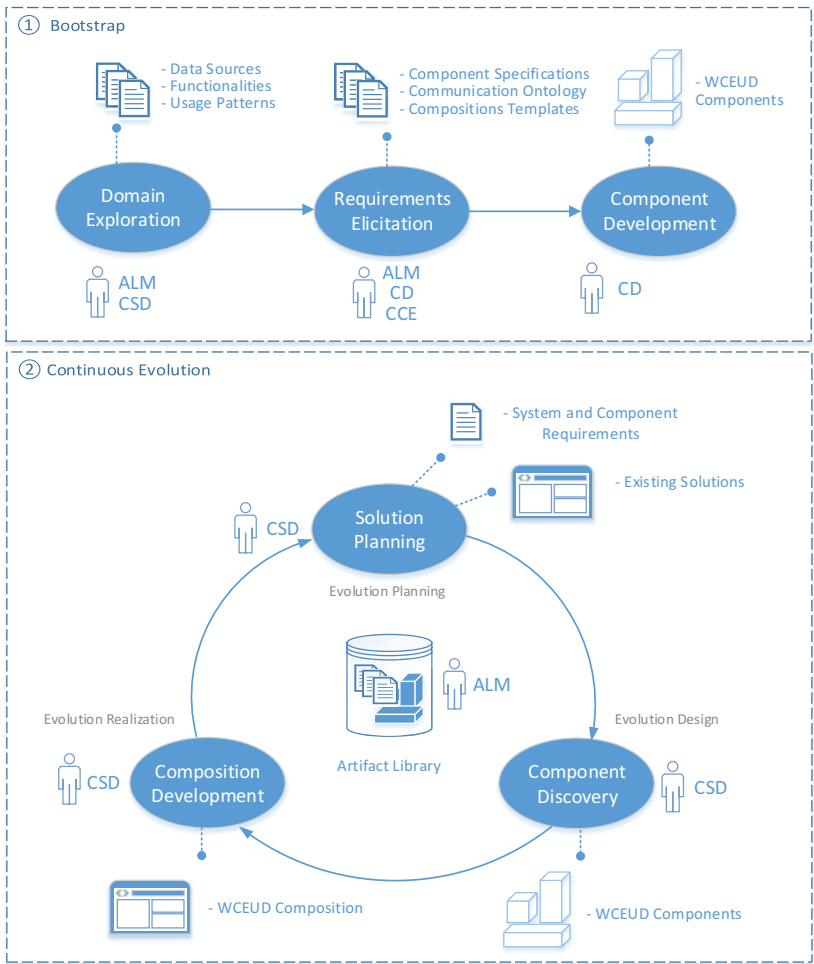 1 Bootstrap
- Data Sources
- Functionalities
- Usage Patterns
- Component Specifications
- Communication Ontology
- Compositions Templates
- WCEUD
Components
Domain
Exploration
Requirements
Elicitation
Component
Development
ALM
CSD
ALM
CD
CCE
CD
2 Continuous Evolution
- System and Component
Requirements
- Existing Solutions
CSD
Solution
Planning
Evolution Planning
ALM
Artifact Library
Evolution Realization
Evolution Design
CSD
Composition
Development
Component
Discovery
CSD
- WCEUD Composition
- WCEUD Components